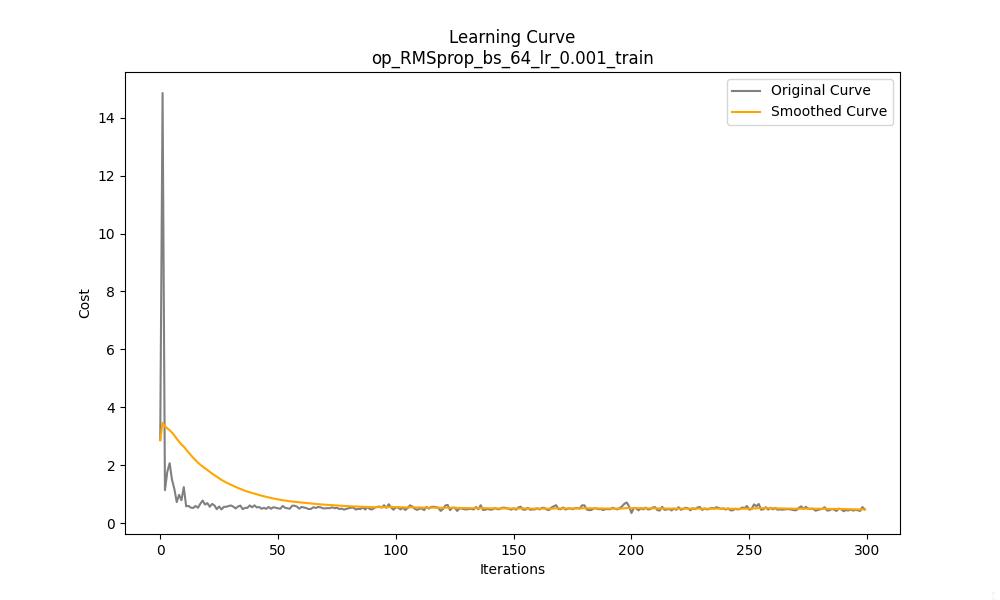 Learning Curve
op_RMSprop_bs_64_lr_0.001_train
Original Curve
Smoothed Curve
14
12
10
8
6
4
2
0
Cost
0 50 100 150 200 250 300
Iterations